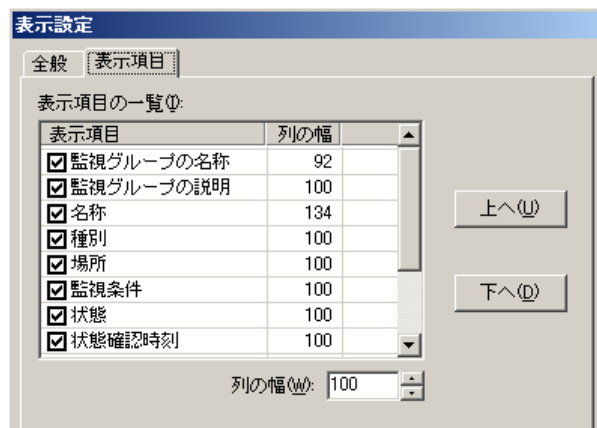 表示設定
全般 表示項目
表示項目の一覧(I):
表示項目 列の幅
監視グループの名称 92
監視グループの説明 100
名称 134
種別 100
場所 100
監視条件 100
状態 100
状態確認時刻 100
上へ(U)
下へ(D)
列の幅(W): 100